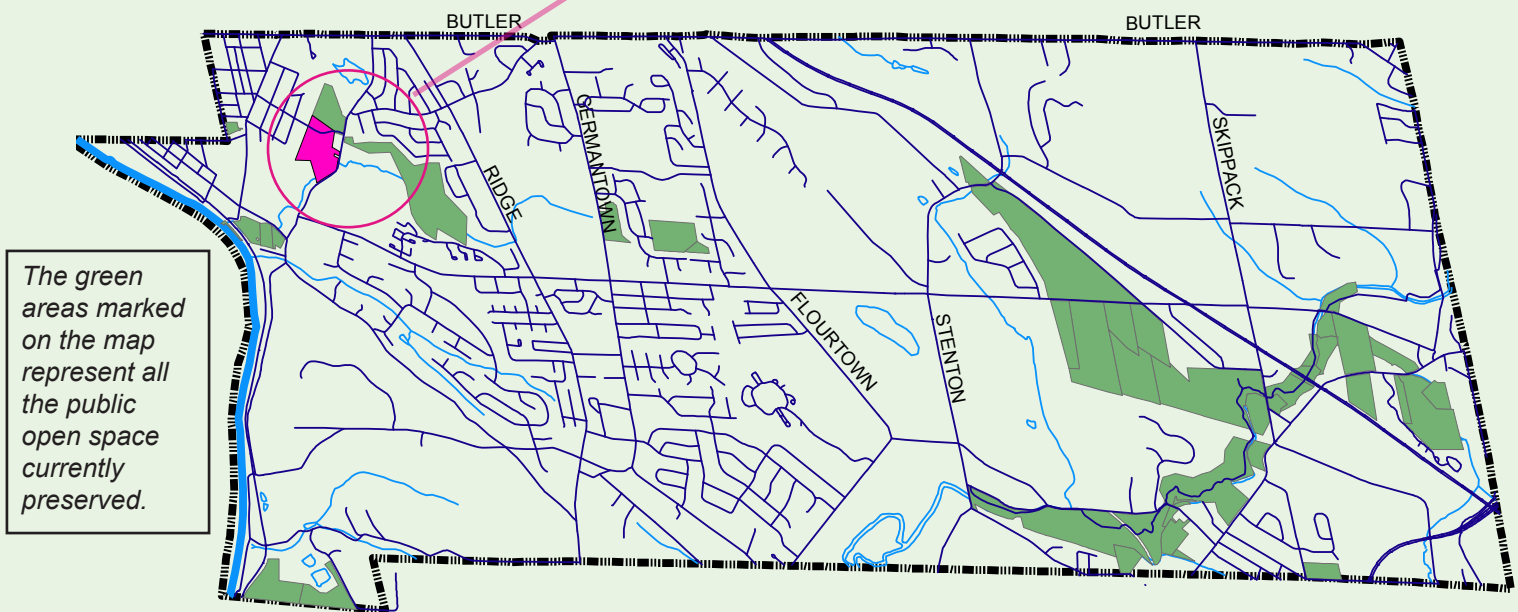 BUTLER
BUTLER
GERMANTOWN
SKIPPACK
RIDGE
The green
areas marked
on the map
represent all
the public
open space
currently
preserved.
FLOURTOWN
STENTON